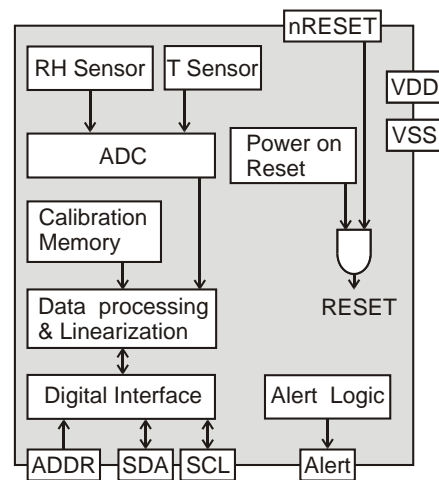 nRESET
RH Sensor
T Sensor
VDD
VSS
ADC
Power on
Reset
Calibration
Memory
RESET
Data processing
& Linearization
Digital Interface
Alert Logic
ADDR
SDA
SCL
Alert